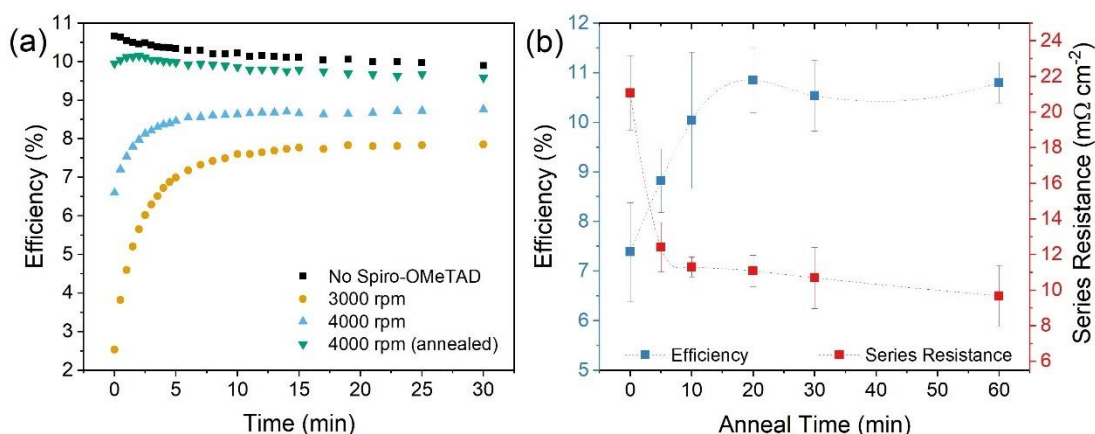 (a)
Efficiency (%)
12
11
10
9
8
7
6
5
4
3
2
No Spiro-OMeTAD
3000 rpm
4000 rpm
4000 rpm (annealed)
0 5 10 15 20 25 30
Time (min)
(b)
Efficiency (%)
12
11
10
9
8
7
6
5
Efficiency
Series Resistance
0 10 20 30 40 50 60
Anneal Time (min)
24
22
20
18
16
14
12
10
8
6
Series Resistance (mΩ cm⁻²)